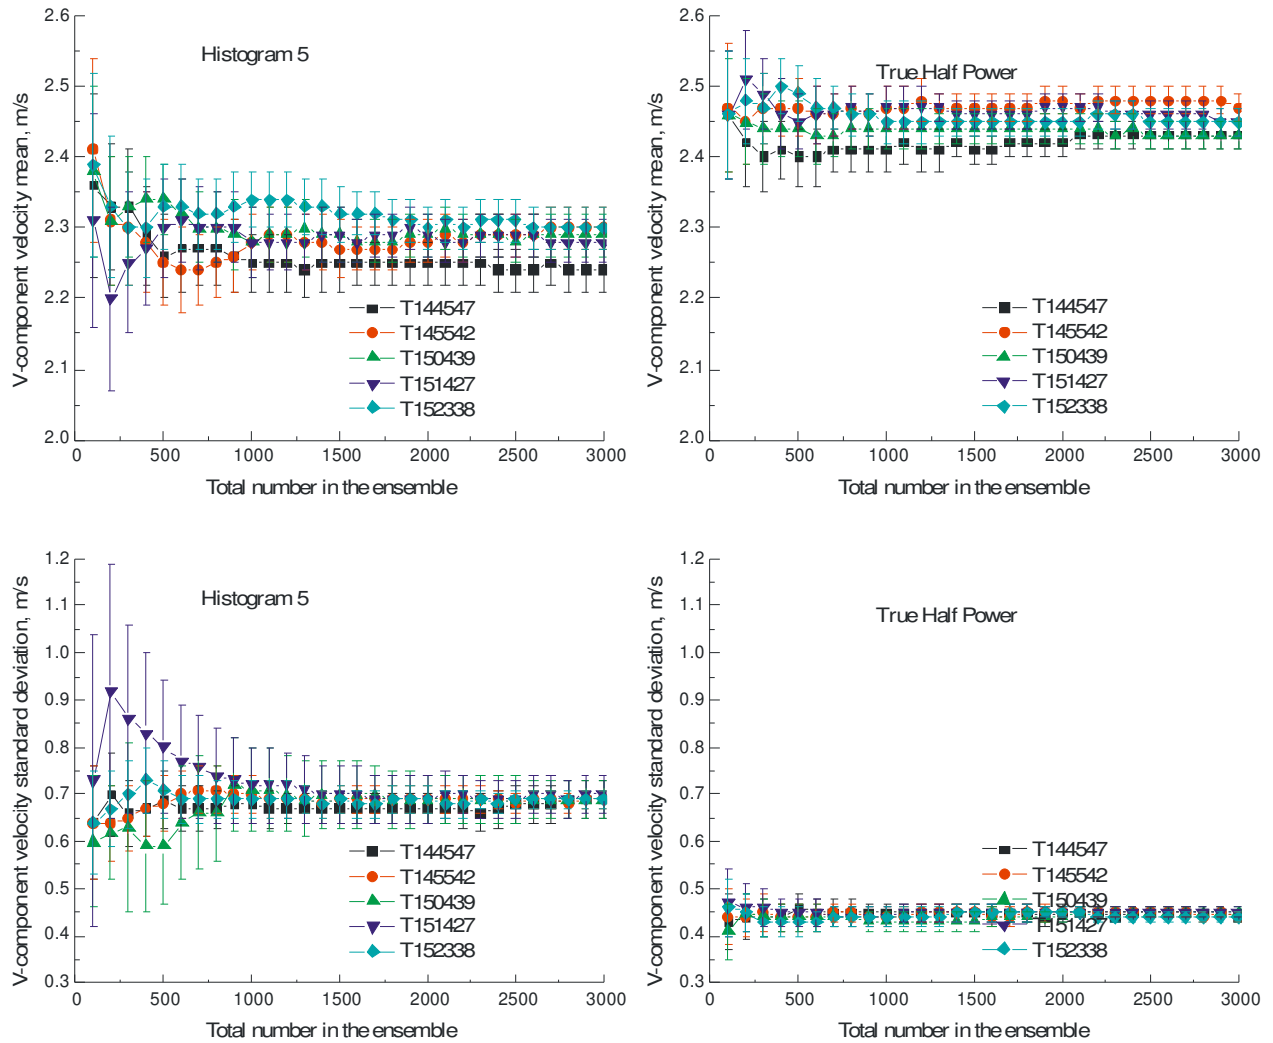 2.6
2.5
2.4
2.3
2.2
2.1
2.0
V-component velocity mean, m/s
Histogram 5
T144547
T145542
T150439
T151427
T152338
0 500 1000 1500 2000 2500 3000
Total number in the ensemble
2.6
2.5
2.4
2.3
2.2
2.1
2.0
V-component velocity mean, m/s
True Half Power
T144547
T145542
T150439
T151427
T152338
0 500 1000 1500 2000 2500 3000
Total number in the ensemble
1.2
1.1
1.0
0.9
0.8
0.7
0.6
0.5
0.4
0.3
V-component velocity standard deviation, m/s
Histogram 5
T144547
T145542
T150439
T151427
T152338
0 500 1000 1500 2000 2500 3000
Total number in the ensemble
1.2
1.1
1.0
0.9
0.8
0.7
0.6
0.5
0.4
0.3
V-component velocity standard deviation, m/s
True Half Power
T144547
T145542
T150439
T151427
T152338
0 500 1000 1500 2000 2500 3000
Total number in the ensemble